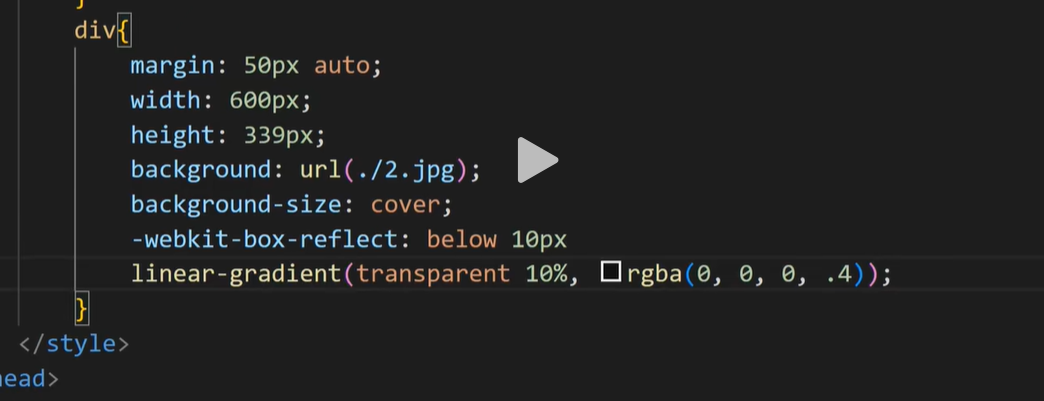 }
div{
margin: 50px auto;
width: 600px;
height: 339px;
background: url(./2.jpg);
background-size: cover;
-webkit-box-reflect: below 10px
linear-gradient(transparent 10%, rgba(0, 0, 0, .4));
}
</style>
ead>